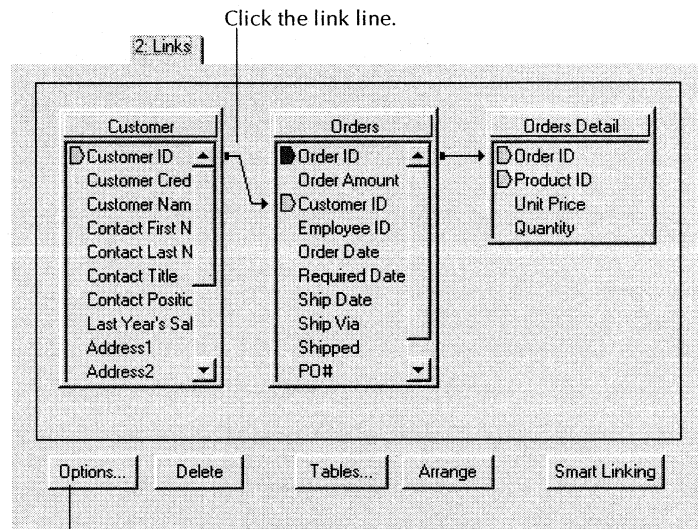 Click the link line.
2: Links
Customer
Customer ID
Customer Cred
Customer Nam
Contact First N
Contact Last N
Contact Title
Contact Positic
Last Year's Sal
Address1
Address2
Orders
Order ID
Order Amount
Customer ID
Employee ID
Order Date
Required Date
Ship Date
Ship Via
Shipped
PO#
Orders Detail
Order ID
Product ID
Unit Price
Quantity
Options... Delete Tables... Arrange Smart Linking